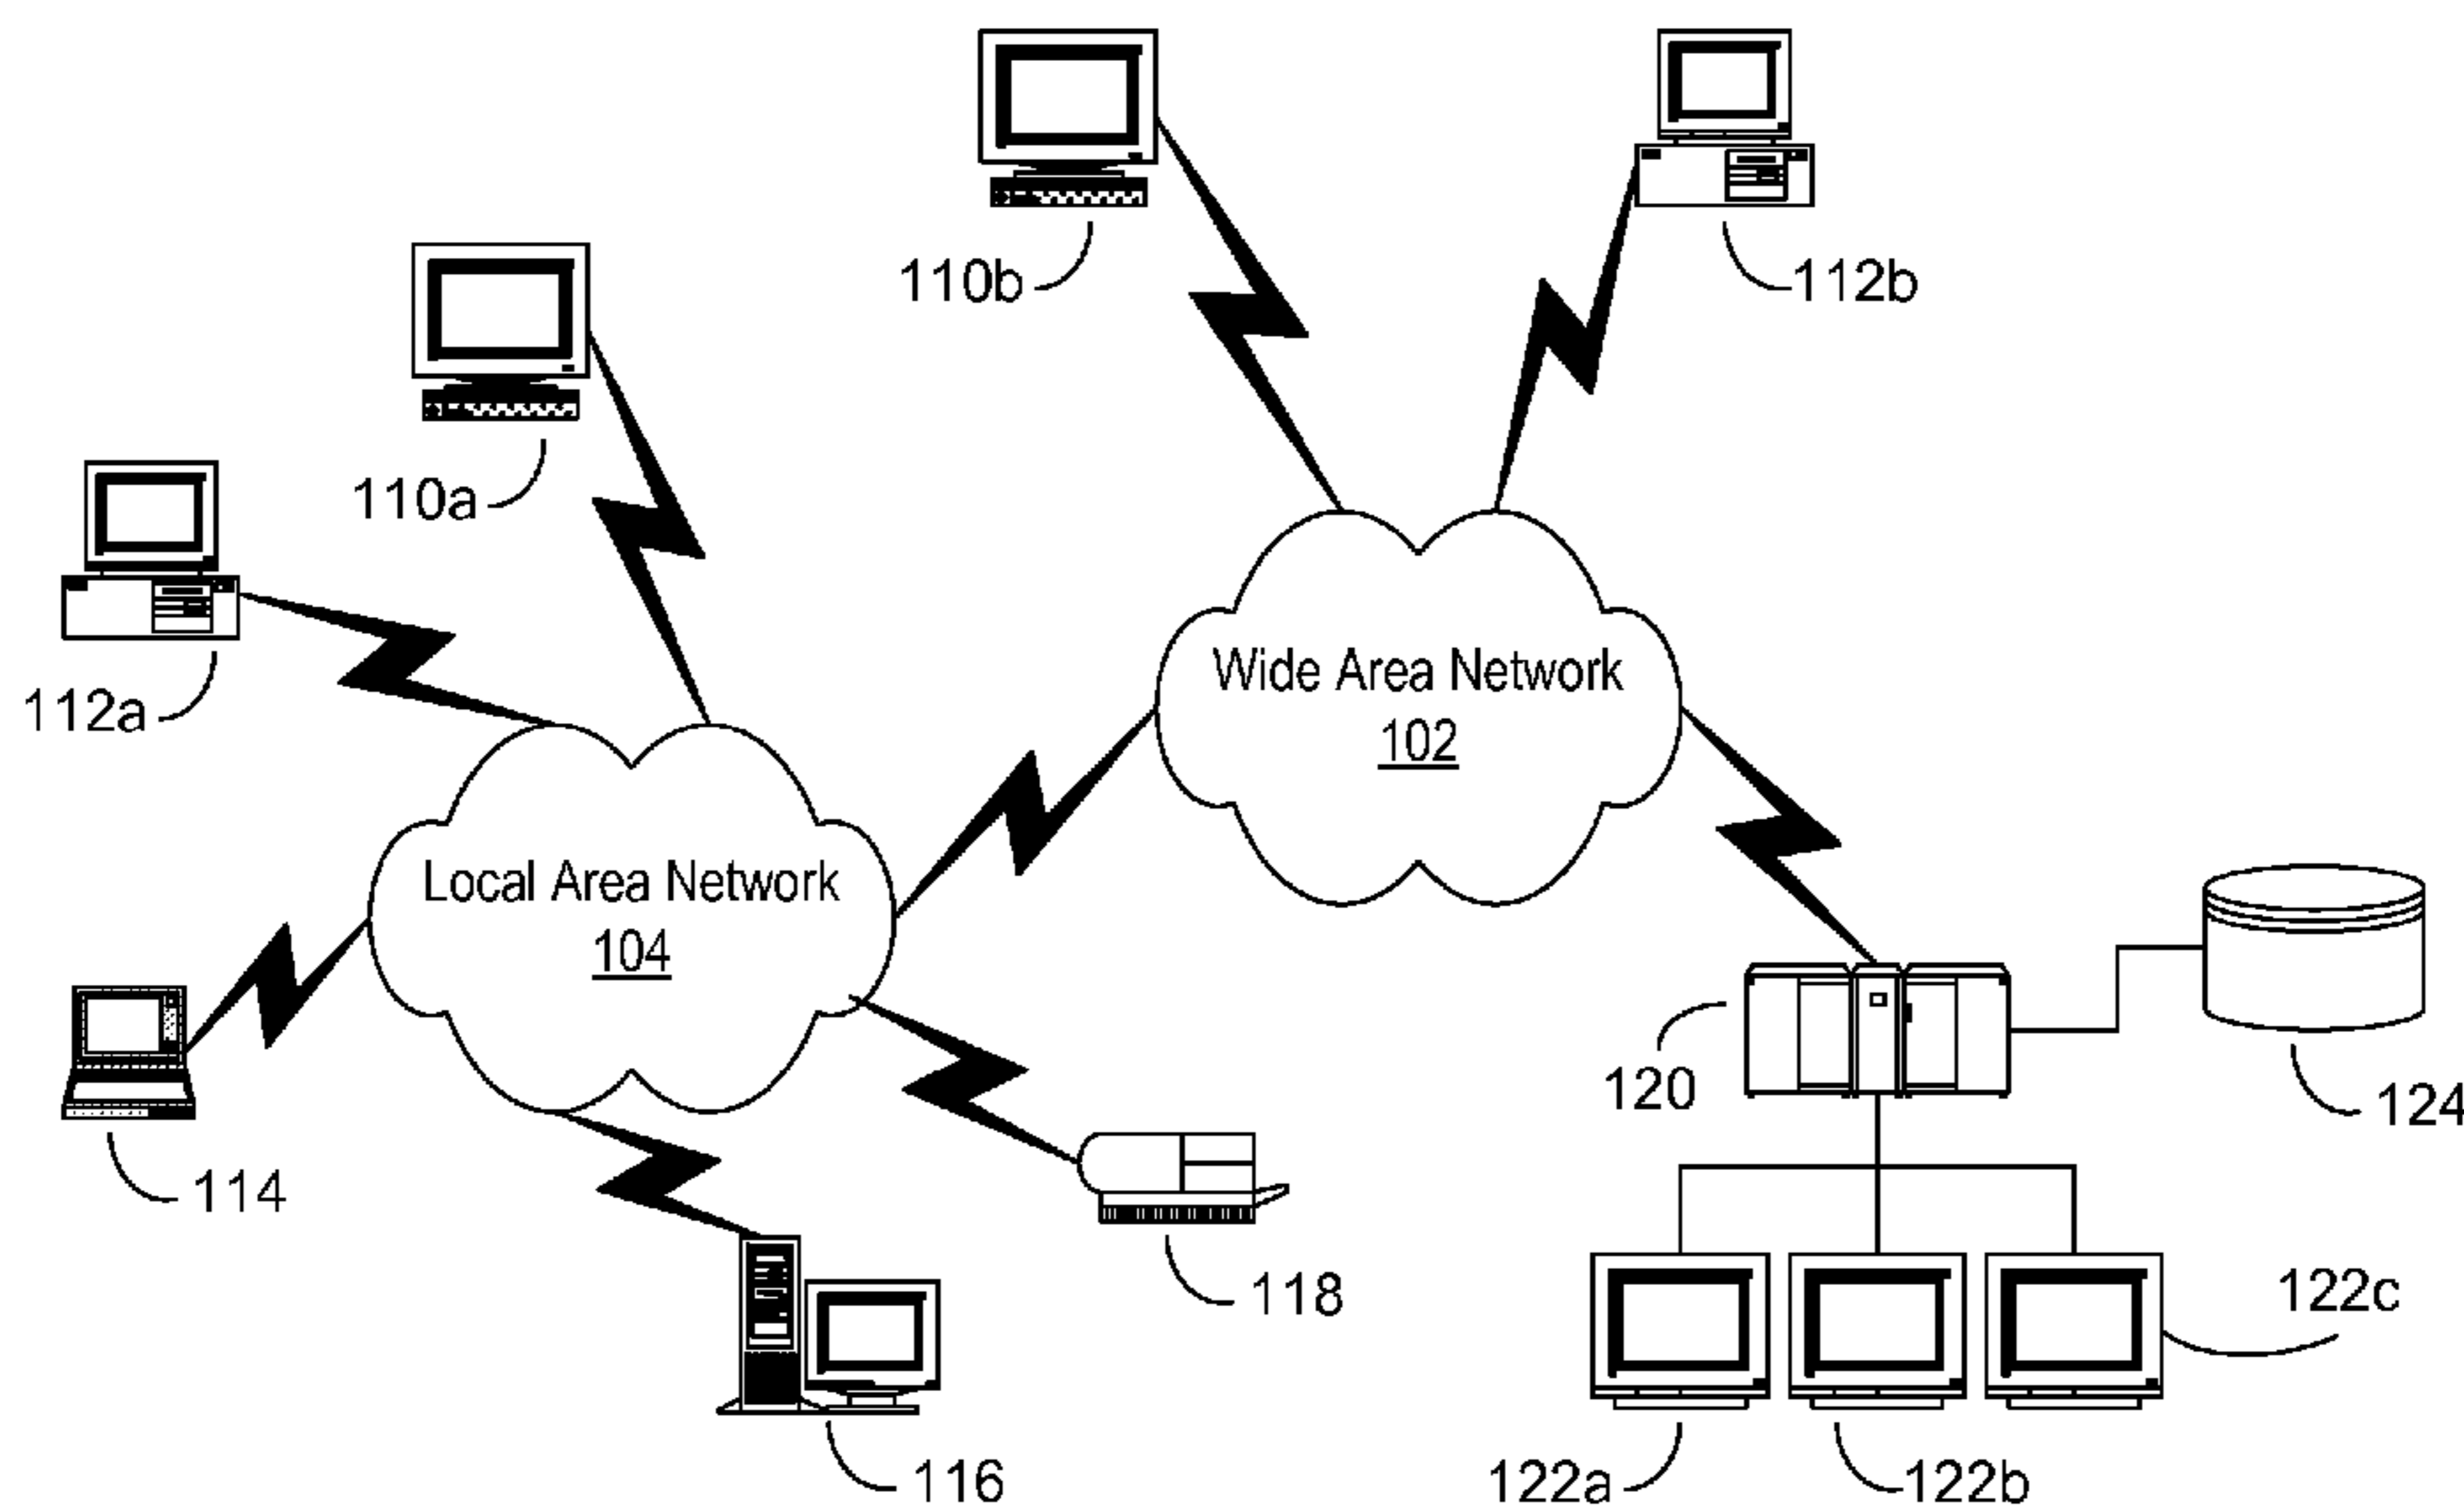 110b
112b
110a
112a
Wide Area Network
102
Local Area Network
104
120
124
114
118
122c
116
122a
122b